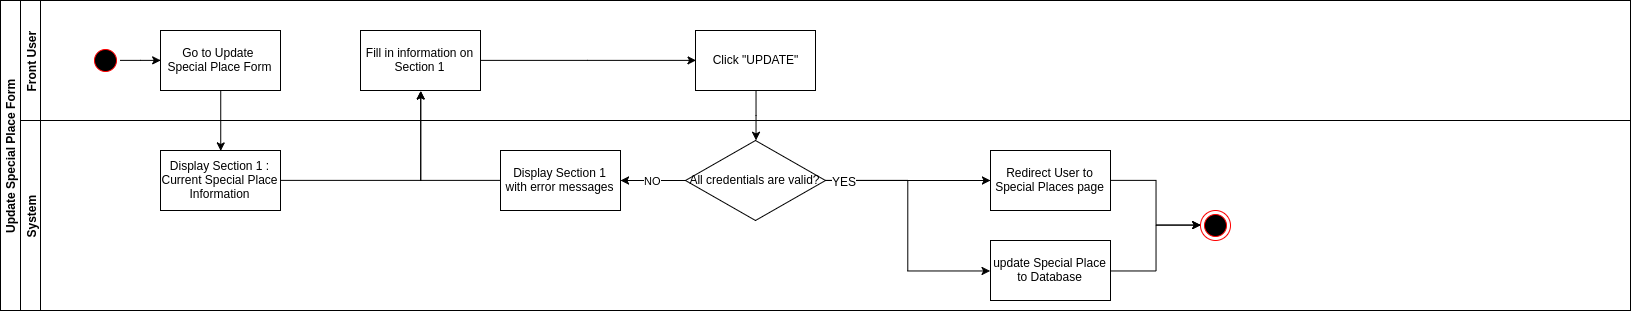 Update Special Place Form
Front User
Go to Update
Special Place Form
Fill in information on
Section 1
Click "UPDATE"
System
Display Section 1 :
Current Special Place
Information
Display Section 1
with error messages
NO
All credentials are valid?
YES
Redirect User to
Special Places page
update Special Place
to Database